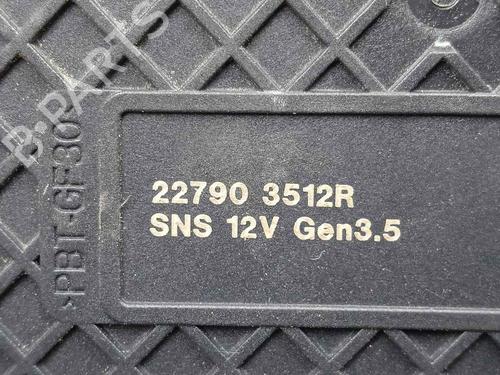 B-PARTS
>PBT-GF30<
22790 3512R
SNS 12V Gen3.5